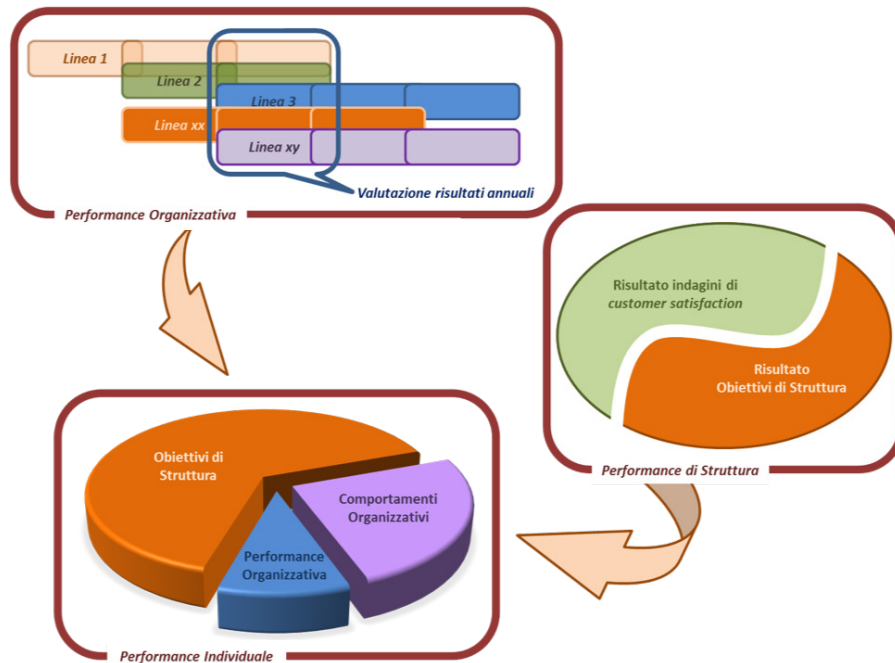 Linea 1
Linea 2
Linea 3
Linea xx
Linea xy
Valutazione risultati annuali
Performance Organizzativa
Risultato indagini di
customer satisfaction
Risultato
Obiettivi di Struttura
Performance di Struttura
Obiettivi di
Struttura
Comportamenti
Organizzativi
Performance
Organizzativa
Performance Individuale